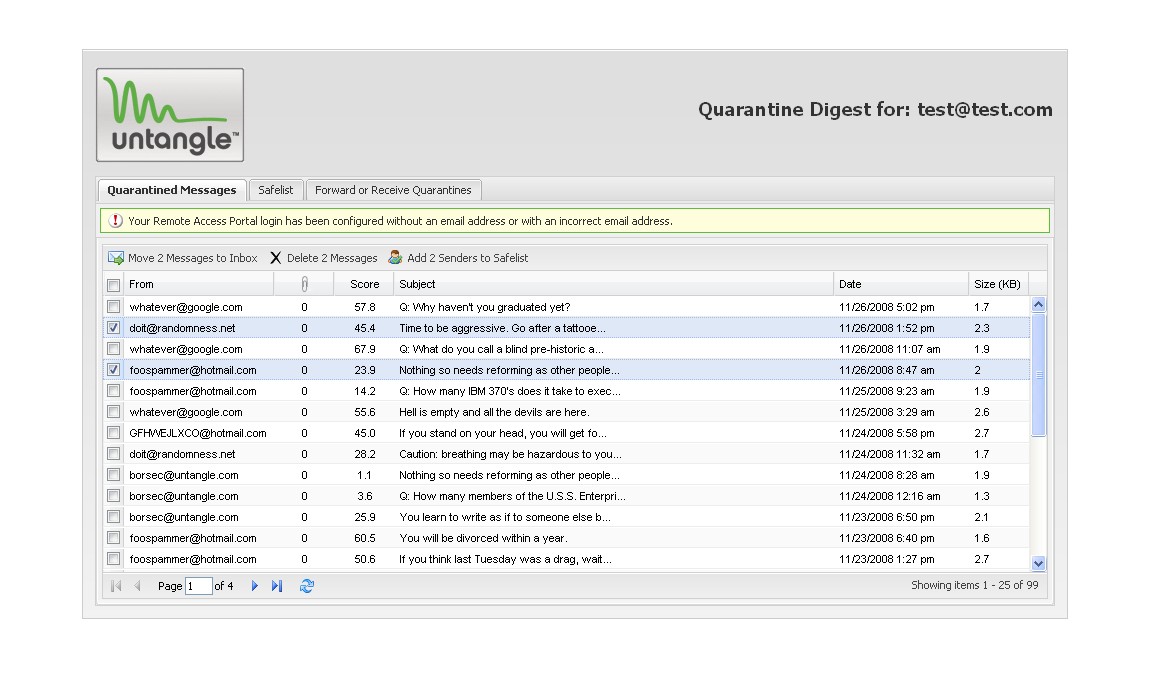 untangle™
Quarantine Digest for: test@test.com
Quarantined Messages Safelist Forward or Receive Quarantines
Your Remote Access Portal login has been configured without an email address or with an incorrect email address.
Move 2 Messages to Inbox Delete 2 Messages Add 2 Senders to Safelist
From Score Subject Date Size (KB)
whatever@google.com 0 57.8 Q: Why haven't you graduated yet? 11/26/2008 5:02 pm 1.7
doit@randomness.net 0 45.4 Time to be aggressive. Go after a tattooe... 11/26/2008 1:52 pm 2.3
whatever@google.com 0 67.9 Q: What do you call a blind pre-historic a... 11/26/2008 11:07 am 1.9
foospammer@hotmail.com 0 23.9 Nothing so needs reforming as other people... 11/26/2008 8:47 am 2
foospammer@hotmail.com 0 14.2 Q: How many IBM 370's does it take to exec... 11/25/2008 9:23 am 1.9
whatever@google.com 0 55.6 Hell is empty and all the devils are here. 11/25/2008 3:29 am 2.6
GFHWEJLXCO@hotmail.com 0 45.0 If you stand on your head, you will get fo... 11/24/2008 5:58 pm 2.7
doit@randomness.net 0 28.2 Caution: breathing may be hazardous to you... 11/24/2008 11:32 am 1.7
borsec@untangle.com 0 1.1 Nothing so needs reforming as other people... 11/24/2008 8:28 am 1.9
borsec@untangle.com 0 3.6 Q: How many members of the U.S.S. Enterpri... 11/24/2008 12:16 am 1.3
borsec@untangle.com 0 25.9 You learn to write as if to someone else b... 11/23/2008 6:50 pm 2.1
foospammer@hotmail.com 0 60.5 You will be divorced within a year. 11/23/2008 6:40 pm 1.6
foospammer@hotmail.com 0 50.6 If you think last Tuesday was a drag, wait... 11/23/2008 1:27 pm 2.7
Page 1 of 4 Showing items 1 - 25 of 99